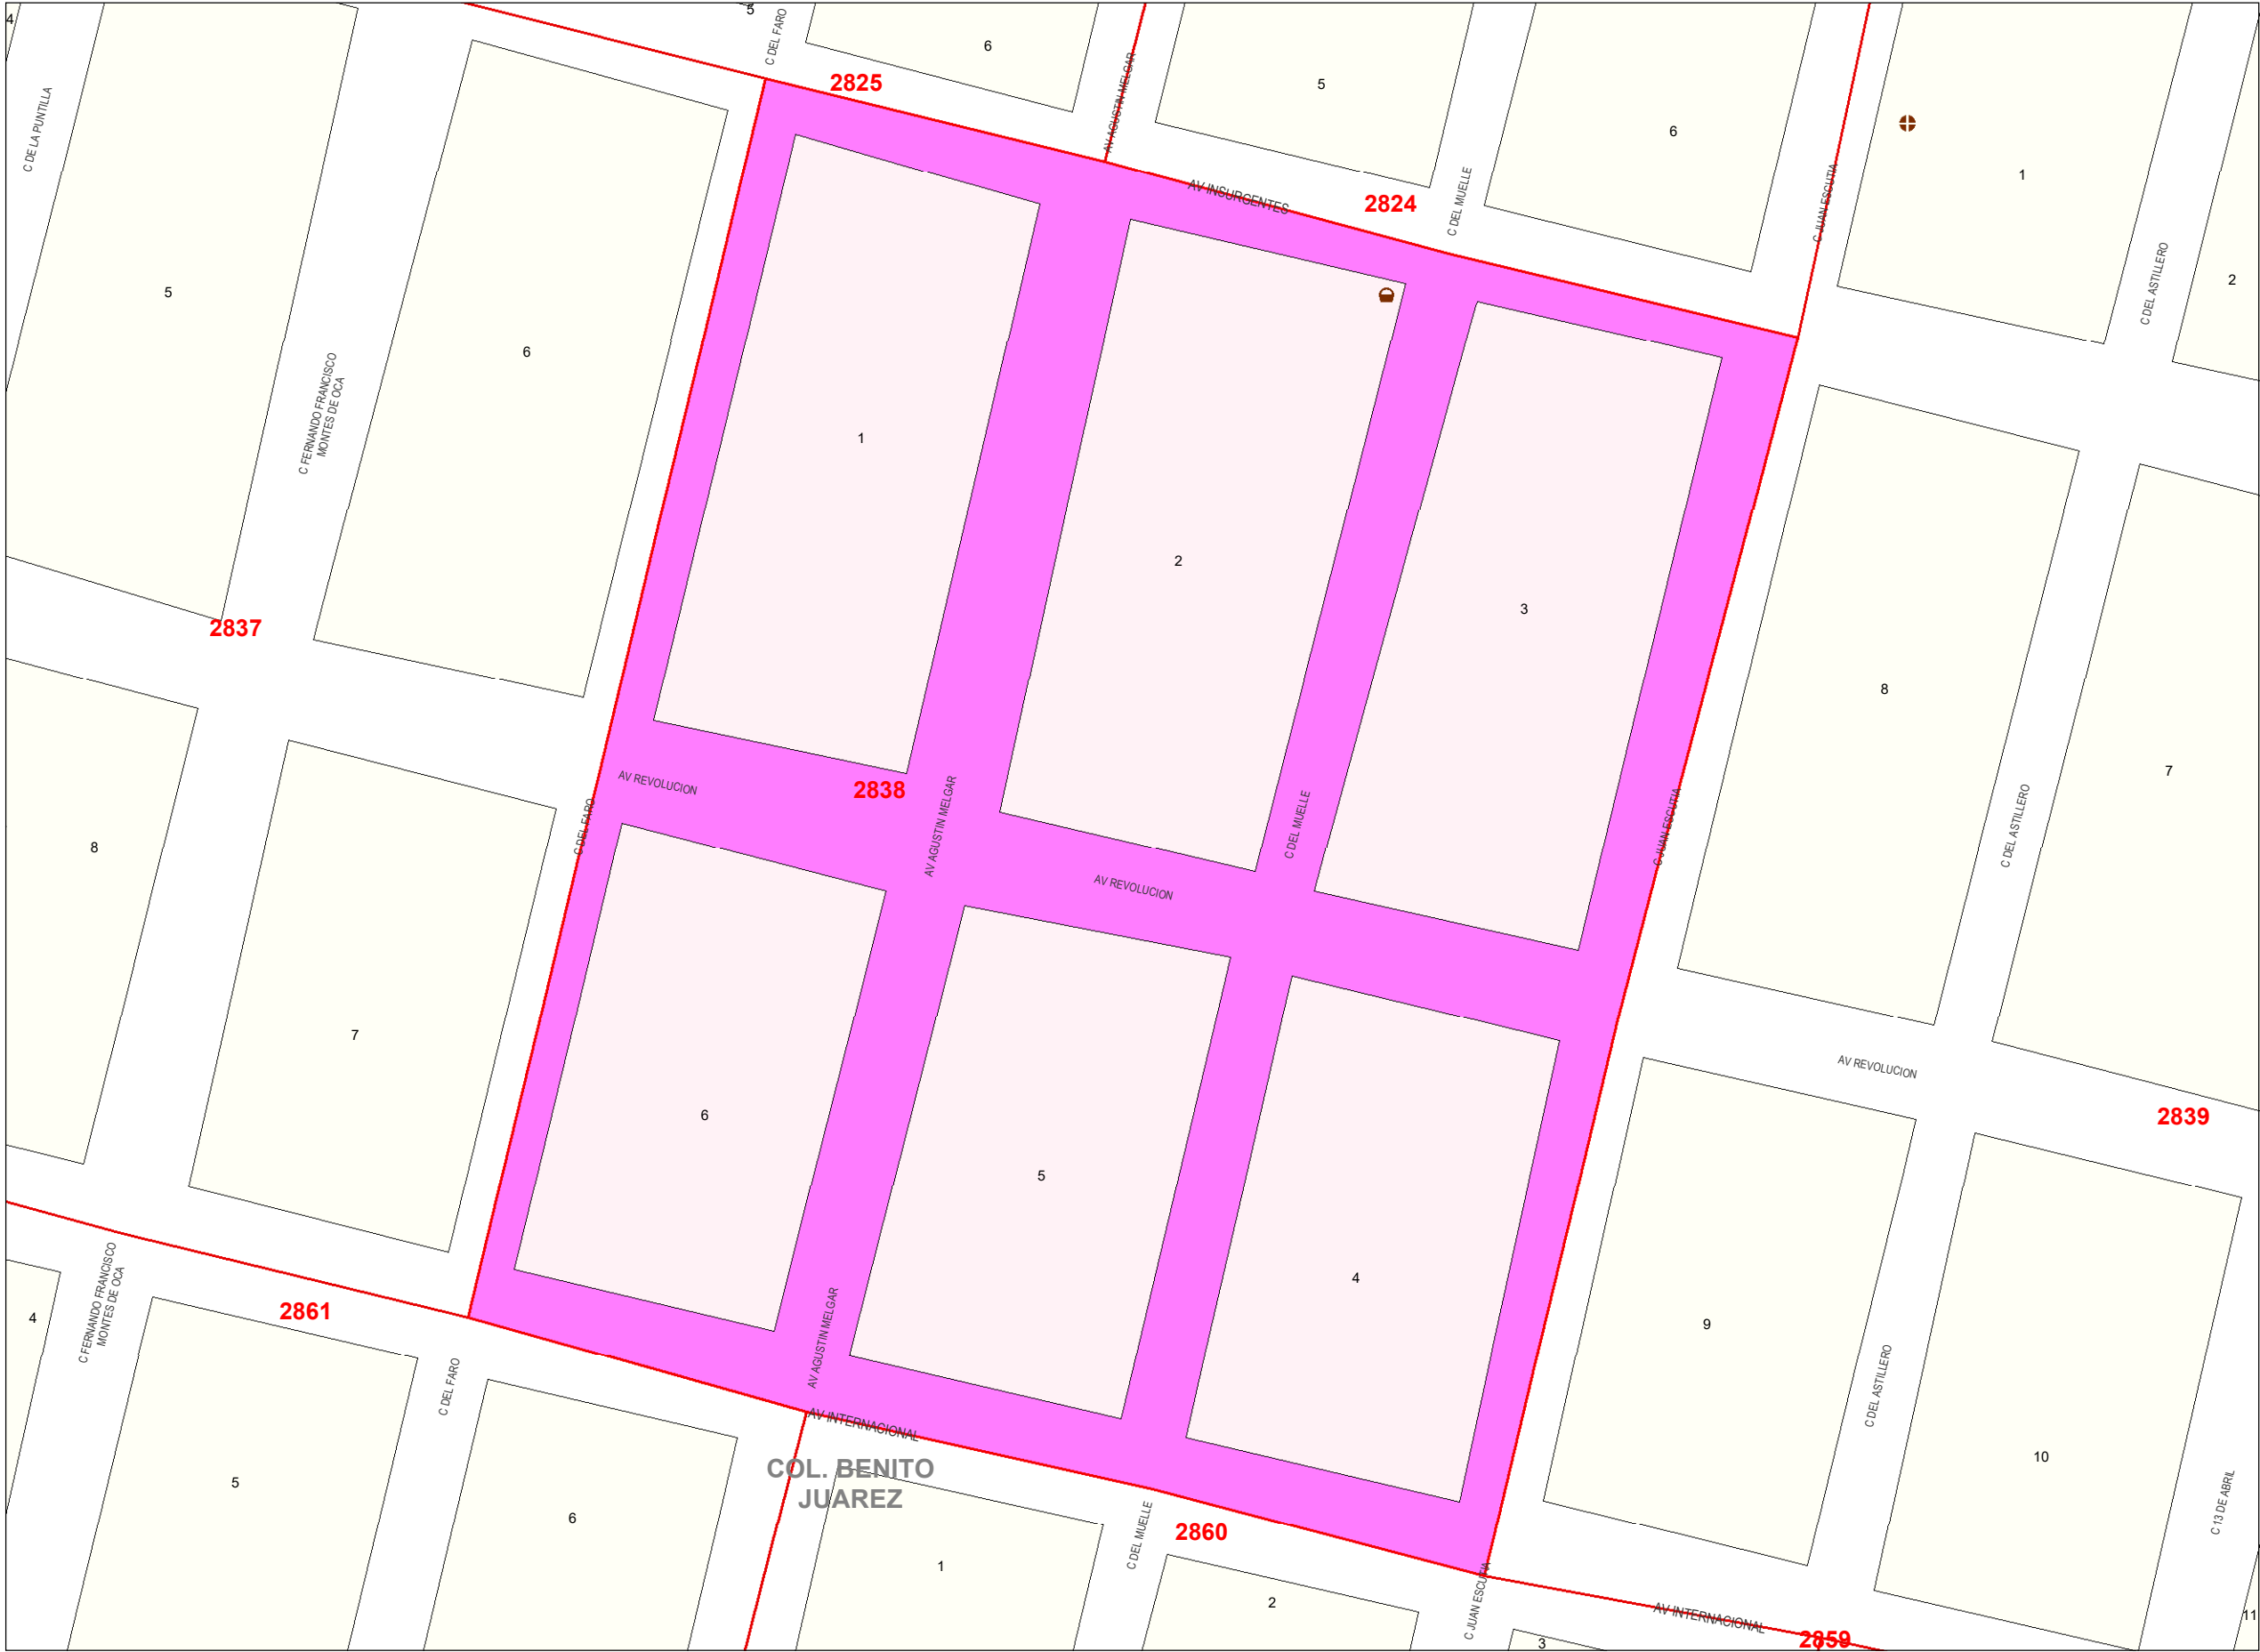 4
5
C DEL FARO
6
2825
AV AGUSTIN MELGAR
5
6
1
C DE LA PUNTILLA
AV INSURGENTES
2824
C DEL MUELLE
C JUAN ESCUTIA
C DEL ASTILLERO
2
5
6
C FERNANDO FRANCISCO
MONTES DE OCA
1
2
3
8
7
2837
AV REVOLUCION
2838
C DEL FARO
AV AGUSTIN MELGAR
C DEL MUELLE
C JUAN ESCUTIA
C DEL ASTILLERO
8
AV REVOLUCION
7
AV REVOLUCION
2839
6
5
4
9
10
C FERNANDO FRANCISCO
MONTES DE OCA
4
2861
C DEL FARO
AV AGUSTIN MELGAR
AV INTERNACIONAL
C DEL ASTILLERO
COL. BENITO
JUAREZ
5
6
1
C DEL MUELLE
2860
2
C JUAN ESCUTIA
3
AV INTERNACIONAL
2859
C 13 DE ABRIL
11